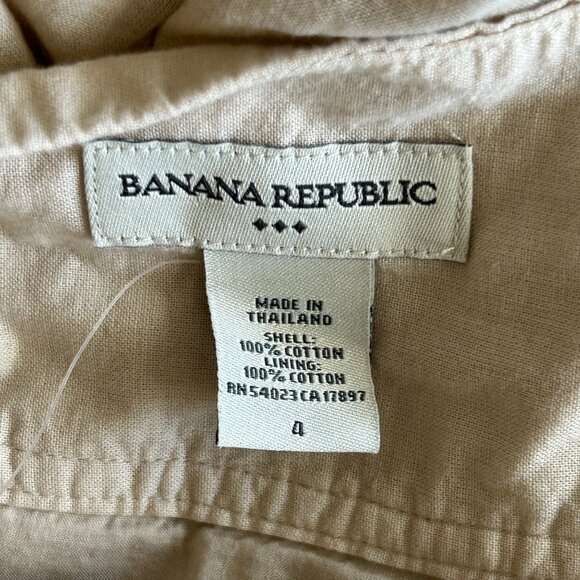 BANANA REPUBLIC
MADE IN
THAILAND
SHELL:
100% COTTON
LINING:
100% COTTON
RN 54023 CA 17897
4